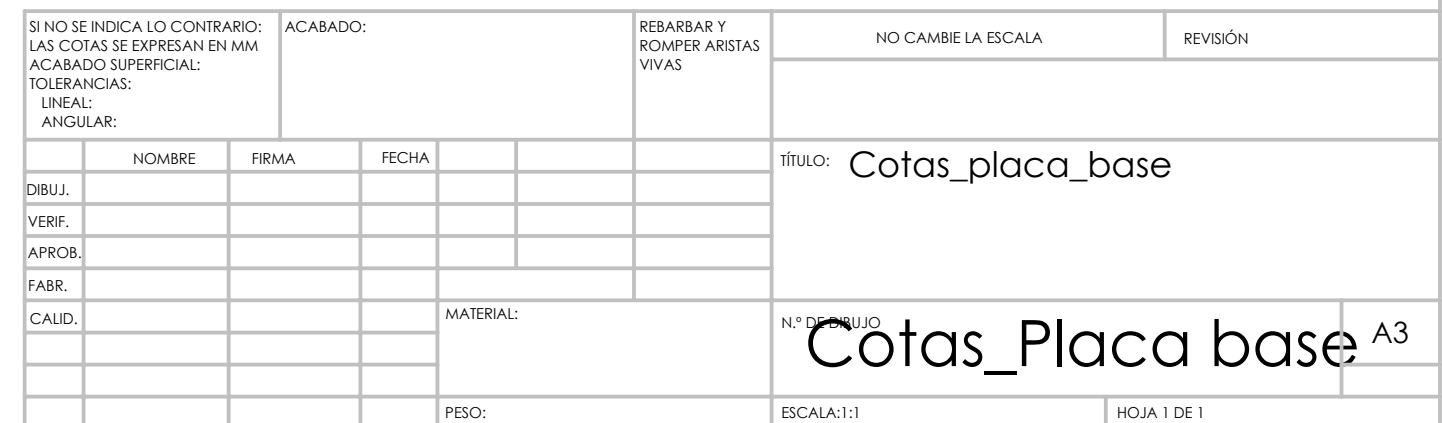 SI NO SE INDICA LO CONTRARIO:
LAS COTAS SE EXPRESAN EN MM
ACABADO SUPERFICIAL:
TOLERANCIAS:
LINEAL:
ANGULAR:
ACABADO:
REBARBAR Y
ROMPER ARISTAS
VIVAS
NO CAMBIE LA ESCALA
REVISIÓN
NOMBRE
FIRMA
FECHA
DIBUJ.
VERIF.
APROB.
FABR.
CALID.
TÍTULO:
Cotas_placa_base
MATERIAL:
N.º DE DIBUJO
Cotas_Placa base
A3
PESO:
ESCALA:1:1
HOJA 1 DE 1